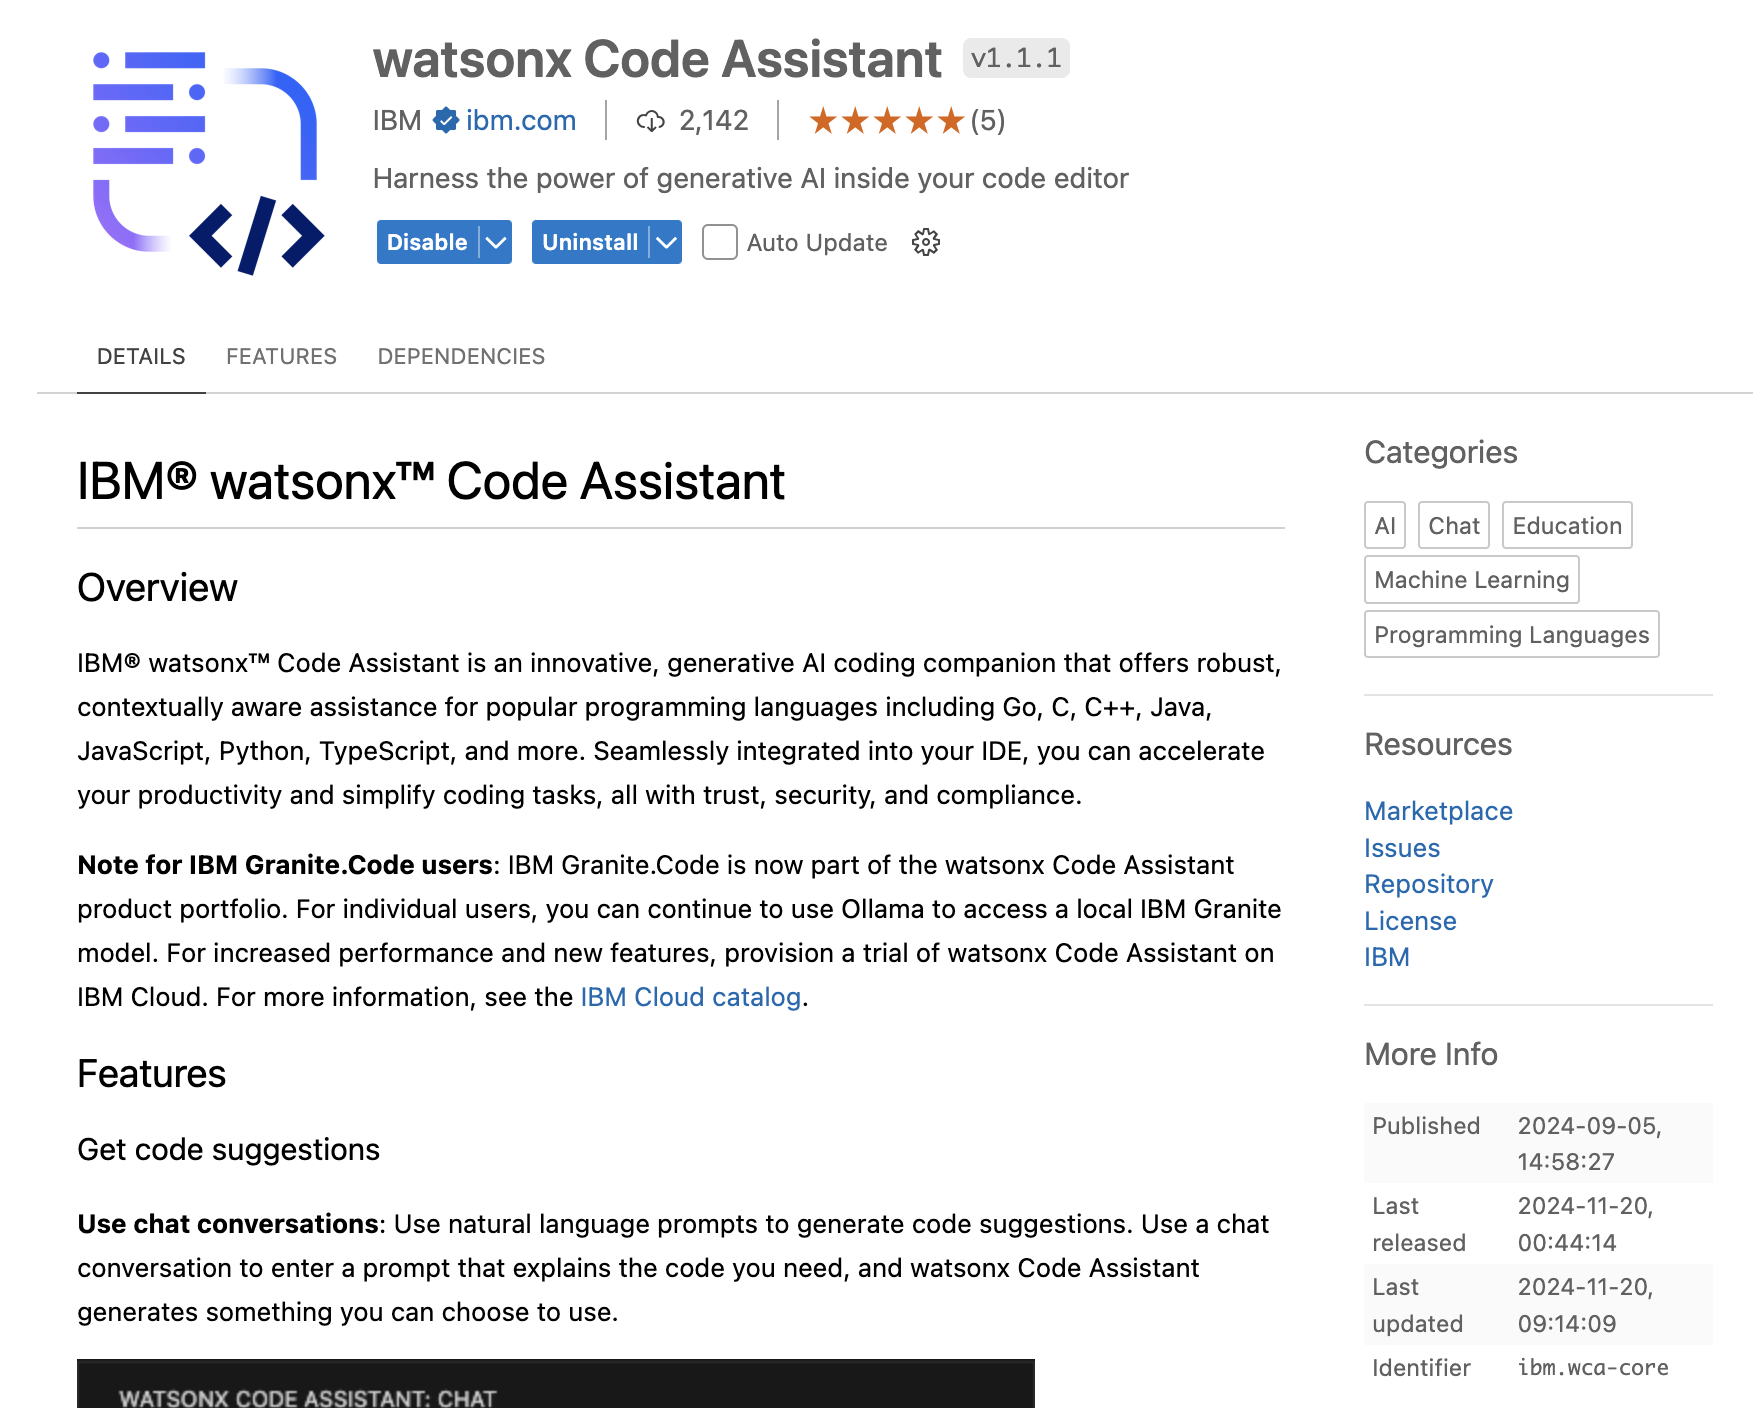 watsonx Code Assistant v1.1.1
IBM ibm.com 2,142 ★★★★★(5)
Harness the power of generative AI inside your code editor
Disable Uninstall Auto Update
DETAILS FEATURES DEPENDENCIES
IBM® watsonx™ Code Assistant
Overview
IBM® watsonx™ Code Assistant is an innovative, generative AI coding companion that offers robust,
contextually aware assistance for popular programming languages including Go, C, C++, Java,
JavaScript, Python, TypeScript, and more. Seamlessly integrated into your IDE, you can accelerate
your productivity and simplify coding tasks, all with trust, security, and compliance.
Note for IBM Granite.Code users: IBM Granite.Code is now part of the watsonx Code Assistant
product portfolio. For individual users, you can continue to use Ollama to access a local IBM Granite
model. For increased performance and new features, provision a trial of watsonx Code Assistant on
IBM Cloud. For more information, see the IBM Cloud catalog.
Features
Get code suggestions
Use chat conversations: Use natural language prompts to generate code suggestions. Use a chat
conversation to enter a prompt that explains the code you need, and watsonx Code Assistant
generates something you can choose to use.
WATSONX CODE ASSISTANT: CHAT
Categories
AI Chat Education
Machine Learning
Programming Languages
Resources
Marketplace
Issues
Repository
License
IBM
More Info
Published 2024-09-05,
14:58:27
Last 2024-11-20,
released 00:44:14
Last 2024-11-20,
updated 09:14:09
Identifier ibm.wca-core